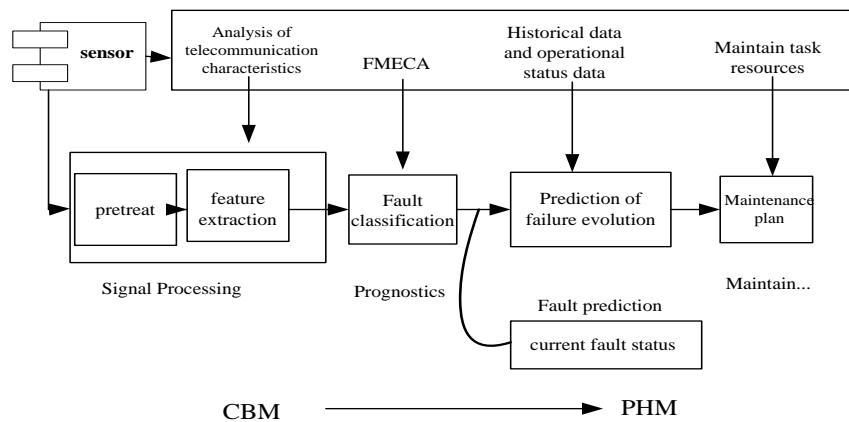 sensor
Analysis of
telecommunication
characteristics
FMECA
Historical data
and operational
status data
Maintain task
resources
pretreat
feature
extraction
Fault
classification
Prediction of
failure evolution
Maintenance
plan
Signal Processing
Prognostics
Maintain...
Fault prediction
current fault status
CBM
PHM